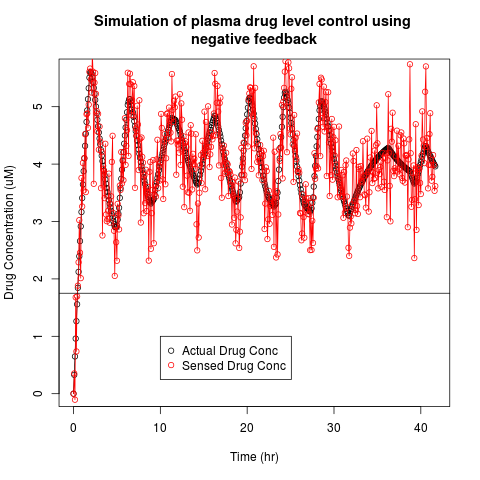 Simulation of plasma drug level control using
negative feedback
Drug Concentration (uM)
5
4
3
2
1
0
Actual Drug Conc
Sensed Drug Conc
0 10 20 30 40
Time (hr)